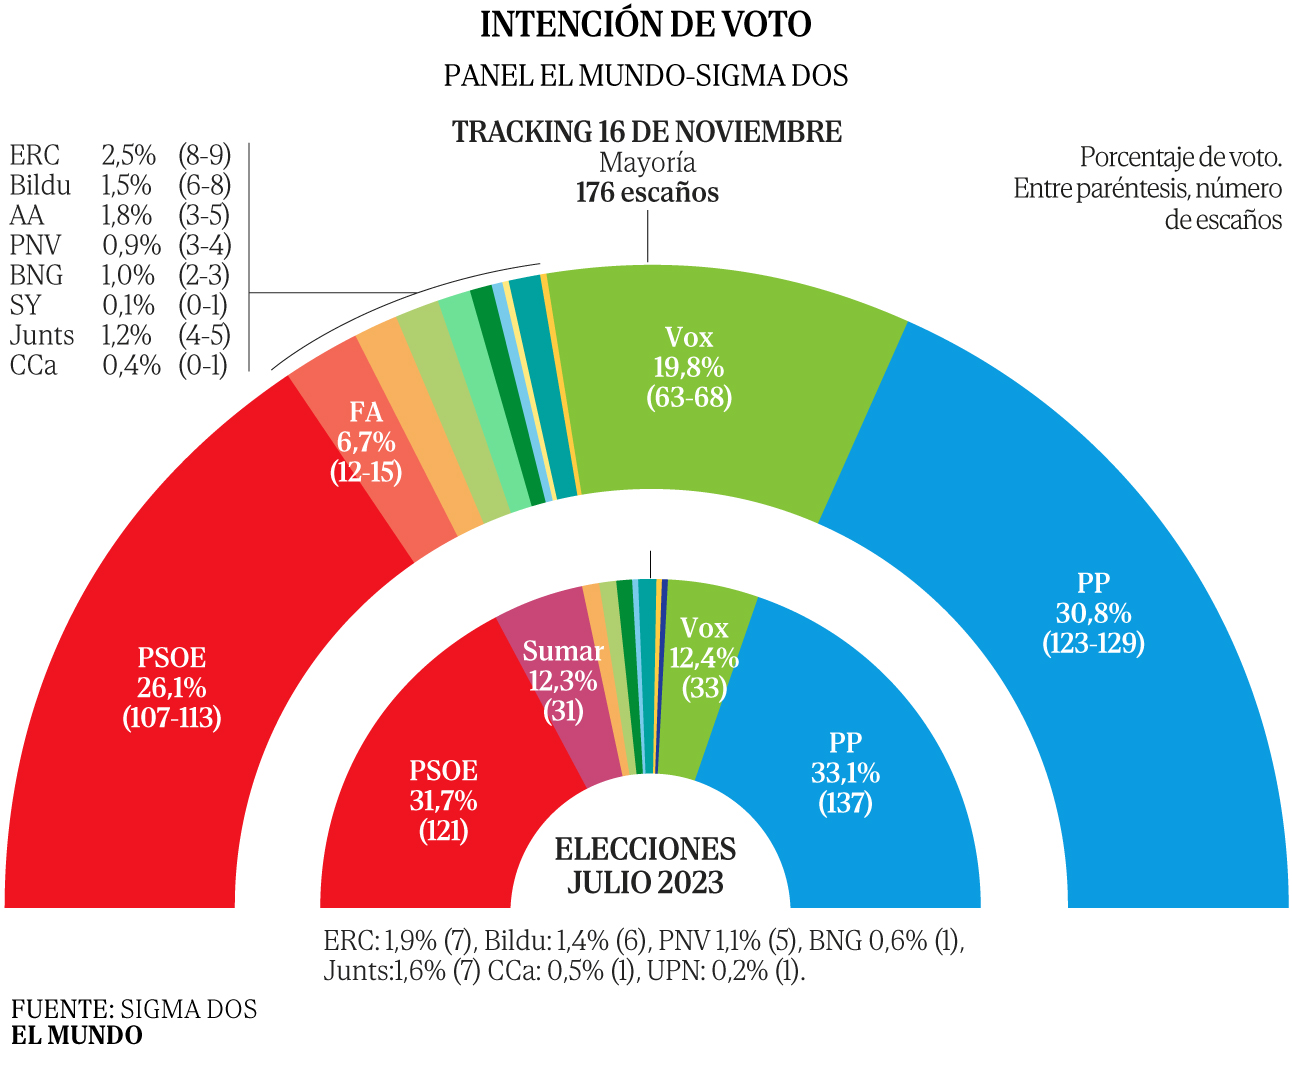 INTENCIÓN DE VOTO
PANEL EL MUNDO-SIGMA DOS
TRACKING 16 DE NOVIEMBRE
Mayoría
176 escaños
Porcentaje de voto.
Entre paréntesis, número
de escaños
ERC 2,5% (8-9)
Bildu 1,5% (6-8)
AA 1,8% (3-5)
PNV 0,9% (3-4)
BNG 1,0% (2-3)
SY 0,1% (0-1)
Junts 1,2% (4-5)
CCa 0,4% (0-1)
PSOE
26,1%
(107-113)
FA
6,7%
(12-15)
Vox
19,8%
(63-68)
PP
30,8%
(123-129)
PSOE
31,7%
(121)
Sumar
12,3%
(31)
Vox
12,4%
(33)
PP
33,1%
(137)
ELECCIONES
JULIO 2023
ERC: 1,9% (7), Bildu: 1,4% (6), PNV 1,1% (5), BNG 0,6% (1),
Junts:1,6% (7) CCa: 0,5% (1), UPN: 0,2% (1).
FUENTE: SIGMA DOS
EL MUNDO